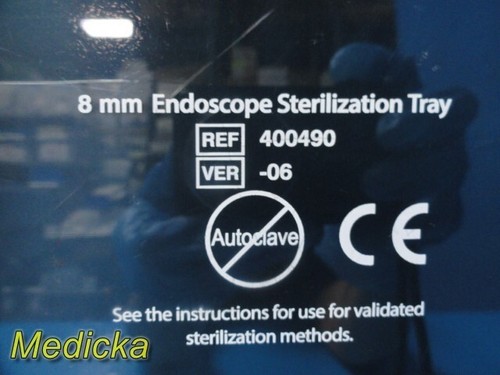 8 mm Endoscope Sterilization Tray
REF 400490
VER -06
Autoclave
CE
See the instructions for use for validated
sterilization methods.
Medicka